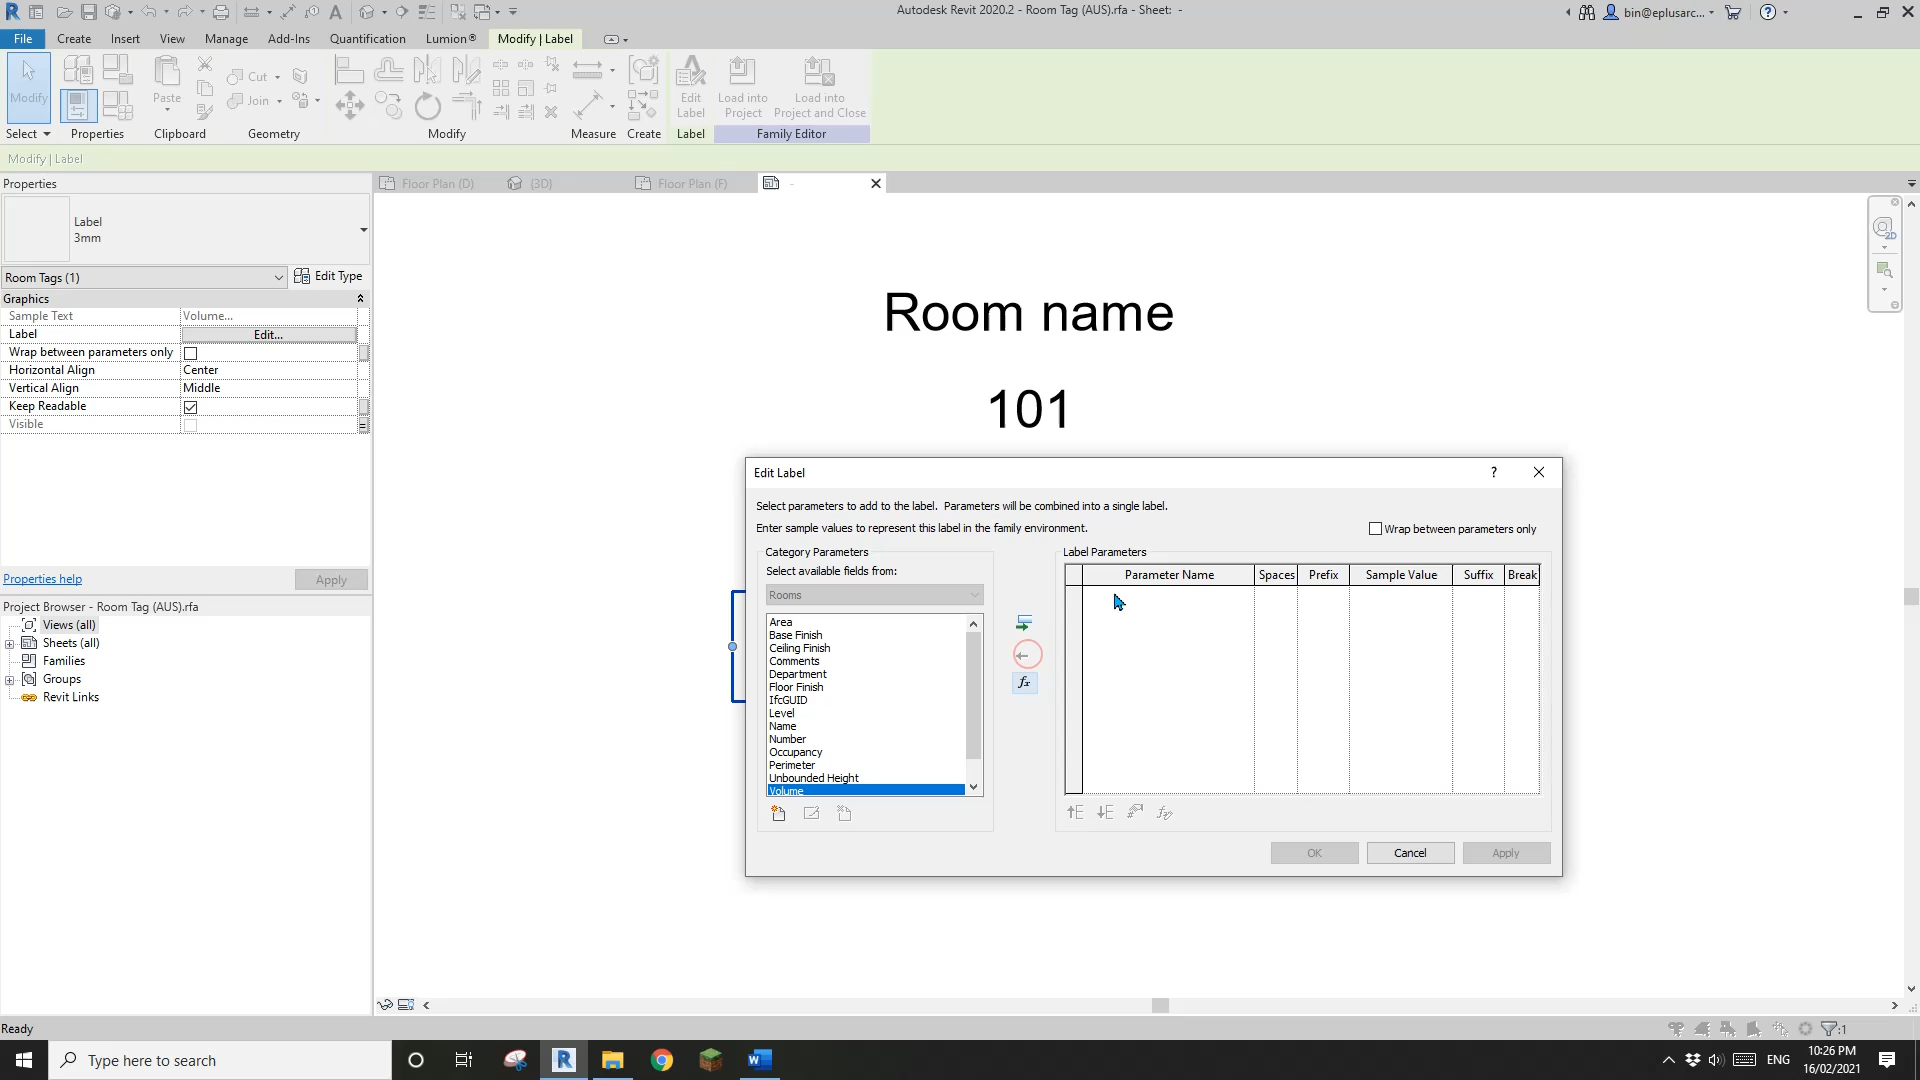 Autodesk Revit 2020.2 - Room Tag (AUS).rfa - Sheet:  -
bin@eplusarc...
File
Create
Insert
View
Manage
Add-Ins
Quantification
Lumion®
Modify | Label
Modify
Paste
Cut
Join
Edit
Label
Load into
Project
Load into
Project and Close
Select
Properties
Clipboard
Geometry
Modify
Measure
Create
Label
Family Editor
Modify | Label
Properties
Floor Plan (D)
{3D}
Floor Plan (F)
-
Label
3mm
Room Tags (1)
Edit Type
Graphics
Sample Text
Volume...
Label
Edit...
Wrap between parameters only
Horizontal Align
Center
Vertical Align
Middle
Keep Readable
Visible
=
Properties help
Apply
Project Browser - Room Tag (AUS).rfa
Views (all)
Sheets (all)
Families
Groups
Revit Links
2D
Room name
101
Edit Label
?
Select parameters to add to the label.  Parameters will be combined into a single label.
Enter sample values to represent this label in the family environment.
Wrap between parameters only
Category Parameters
Select available fields from:
Rooms
Area
Base Finish
Ceiling Finish
Comments
Department
Floor Finish
IfcGUID
Level
Name
Number
Occupancy
Perimeter
Unbounded Height
Volume
fx
Label Parameters
Parameter Name
Spaces
Prefix
Sample Value
Suffix
Break
OK
Cancel
Apply
Ready
:1
Type here to search
ENG
10:26 PM
16/02/2021